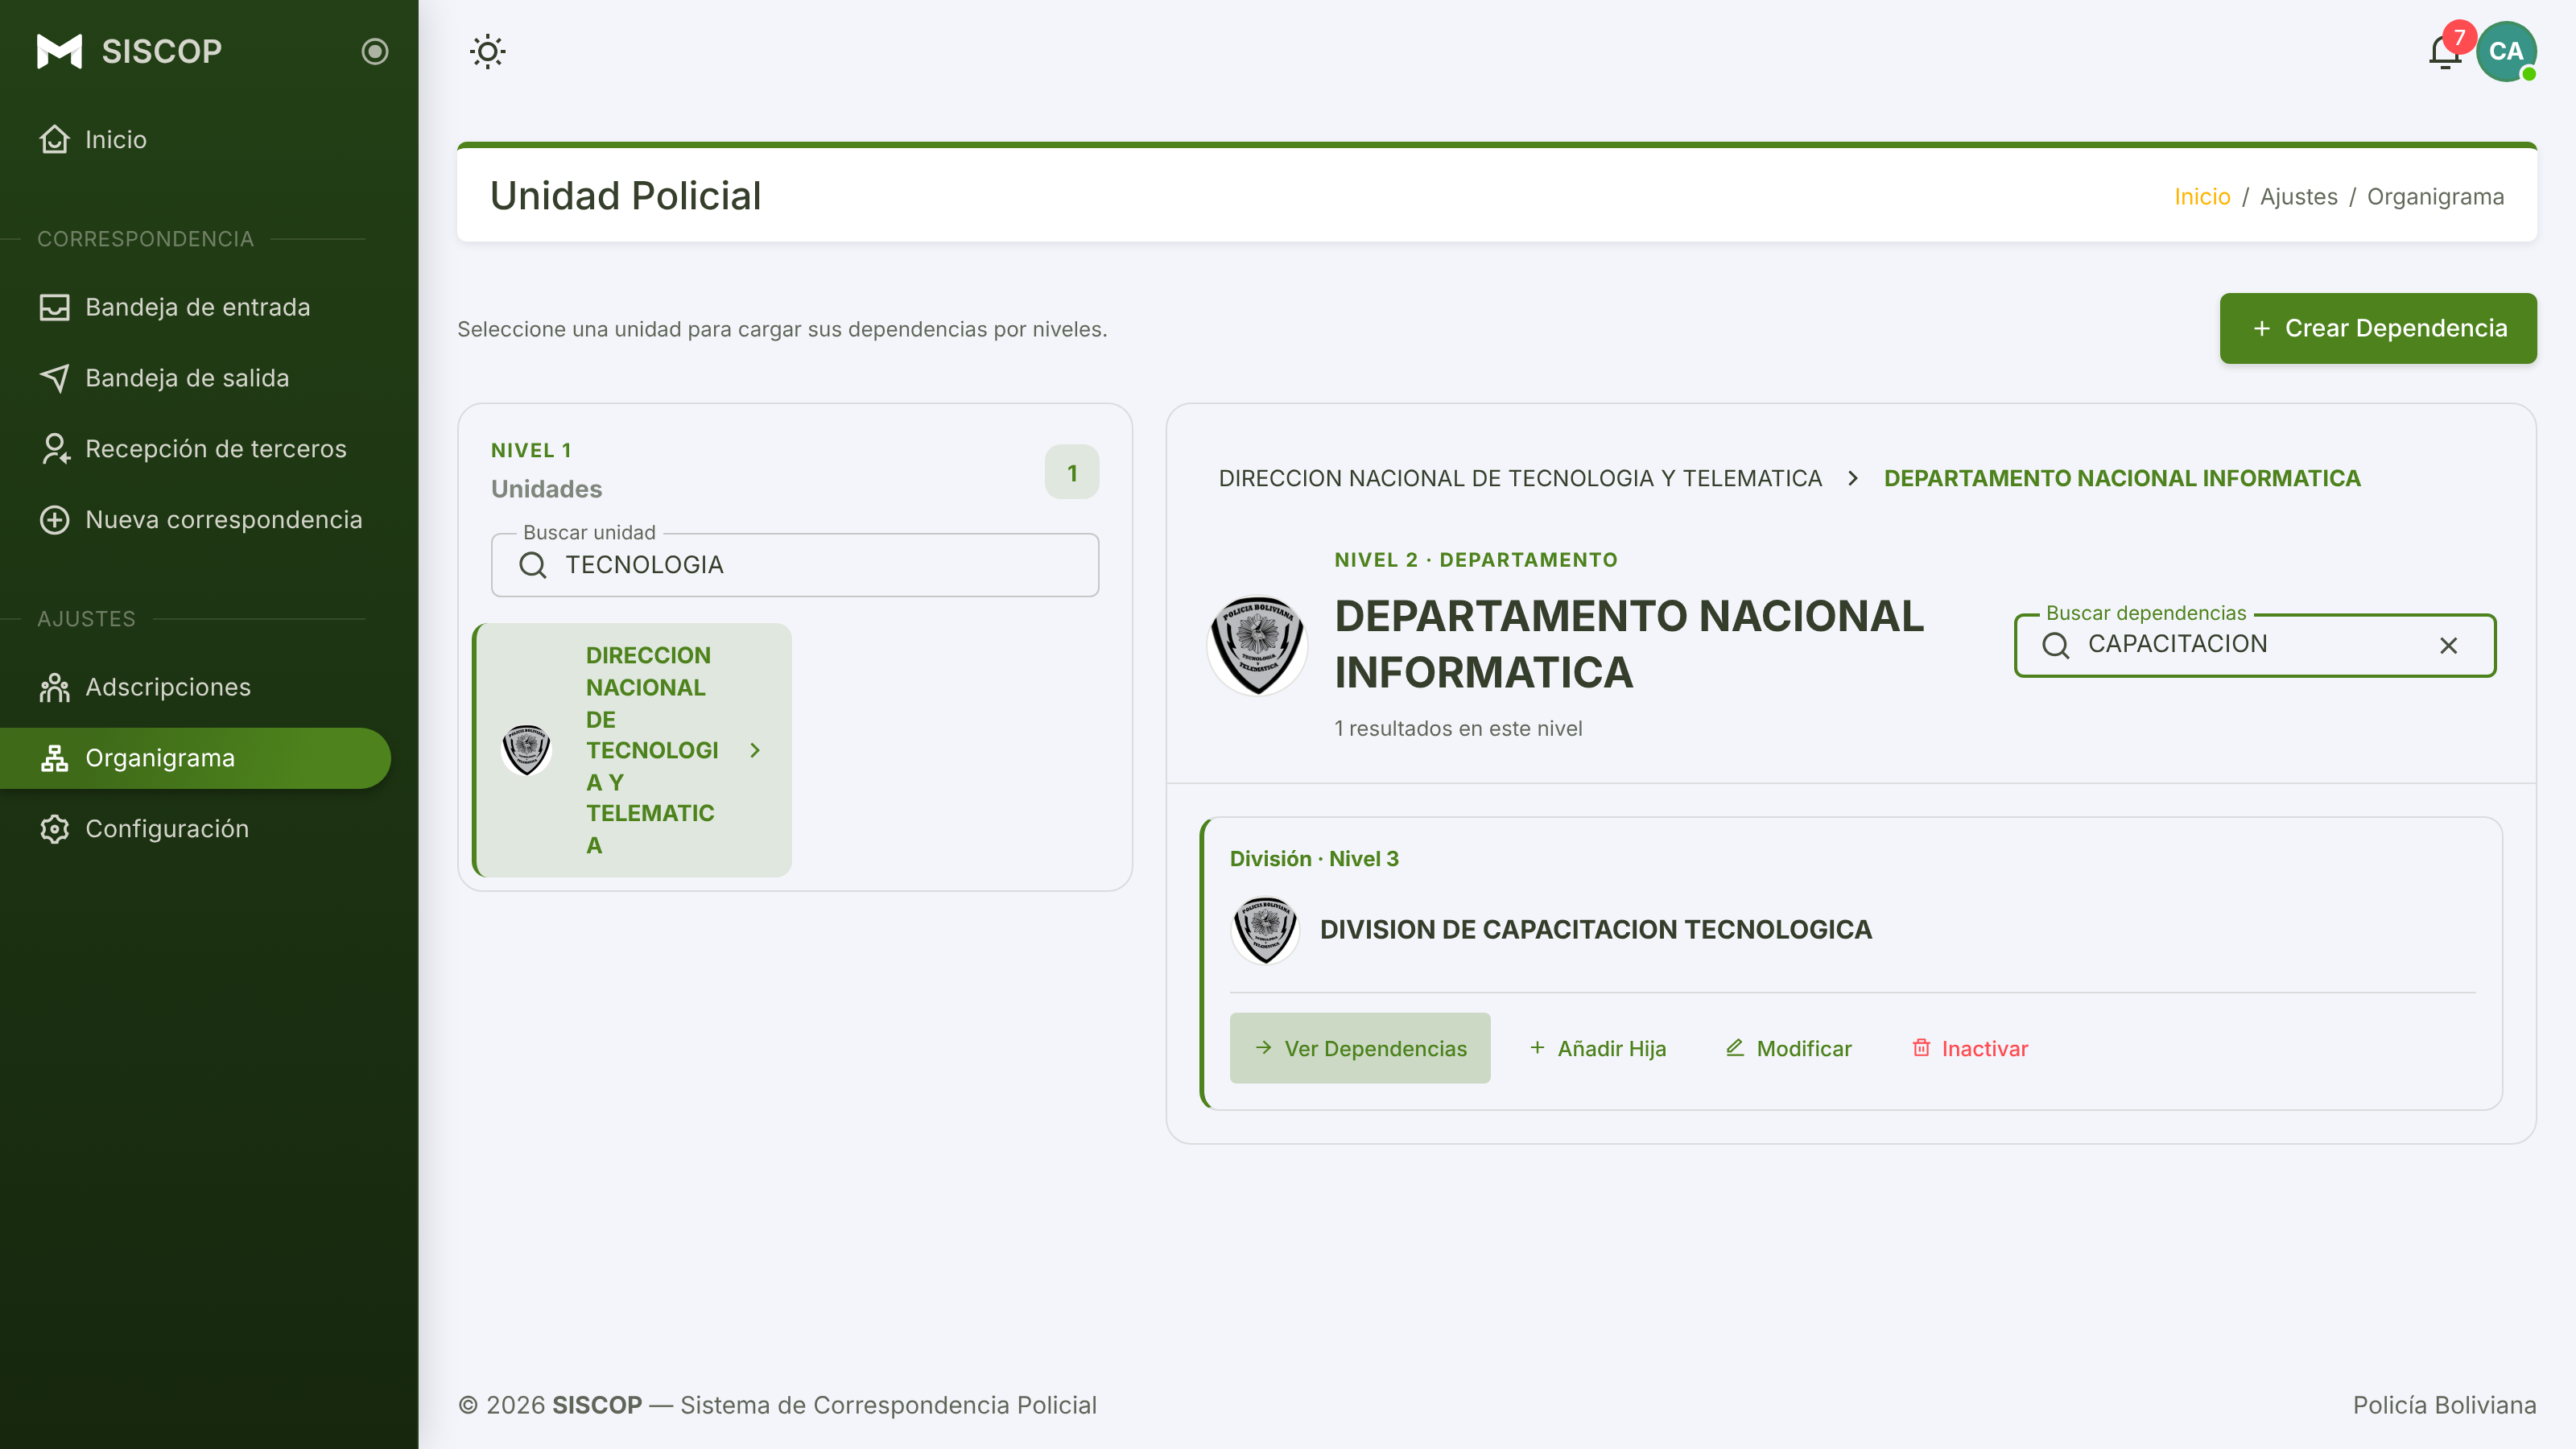 SISCOP
7
CA
Inicio
CORRESPONDENCIA
Bandeja de entrada
Bandeja de salida
Recepción de terceros
Nueva correspondencia
AJUSTES
Adscripciones
Organigrama
Configuración
Unidad Policial
Inicio / Ajustes / Organigrama
Seleccione una unidad para cargar sus dependencias por niveles.
+ Crear Dependencia
NIVEL 1
Unidades
1
Buscar unidad
TECNOLOGIA
DIRECCION
NACIONAL
DE
TECNOLOGI
A Y
TELEMATIC
A
DIRECCION NACIONAL DE TECNOLOGIA Y TELEMATICA > DEPARTAMENTO NACIONAL INFORMATICA
NIVEL 2 · DEPARTAMENTO
POLICIA BOLIVIANA
TECNOLOGIA
Y
TELEMATICA
DEPARTAMENTO NACIONAL
INFORMATICA
1 resultados en este nivel
Buscar dependencias
CAPACITACION
División · Nivel 3
DIVISION DE CAPACITACION TECNOLOGICA
Ver Dependencias
+ Añadir Hija
Modificar
Inactivar
© 2026 SISCOP — Sistema de Correspondencia Policial
Policía Boliviana